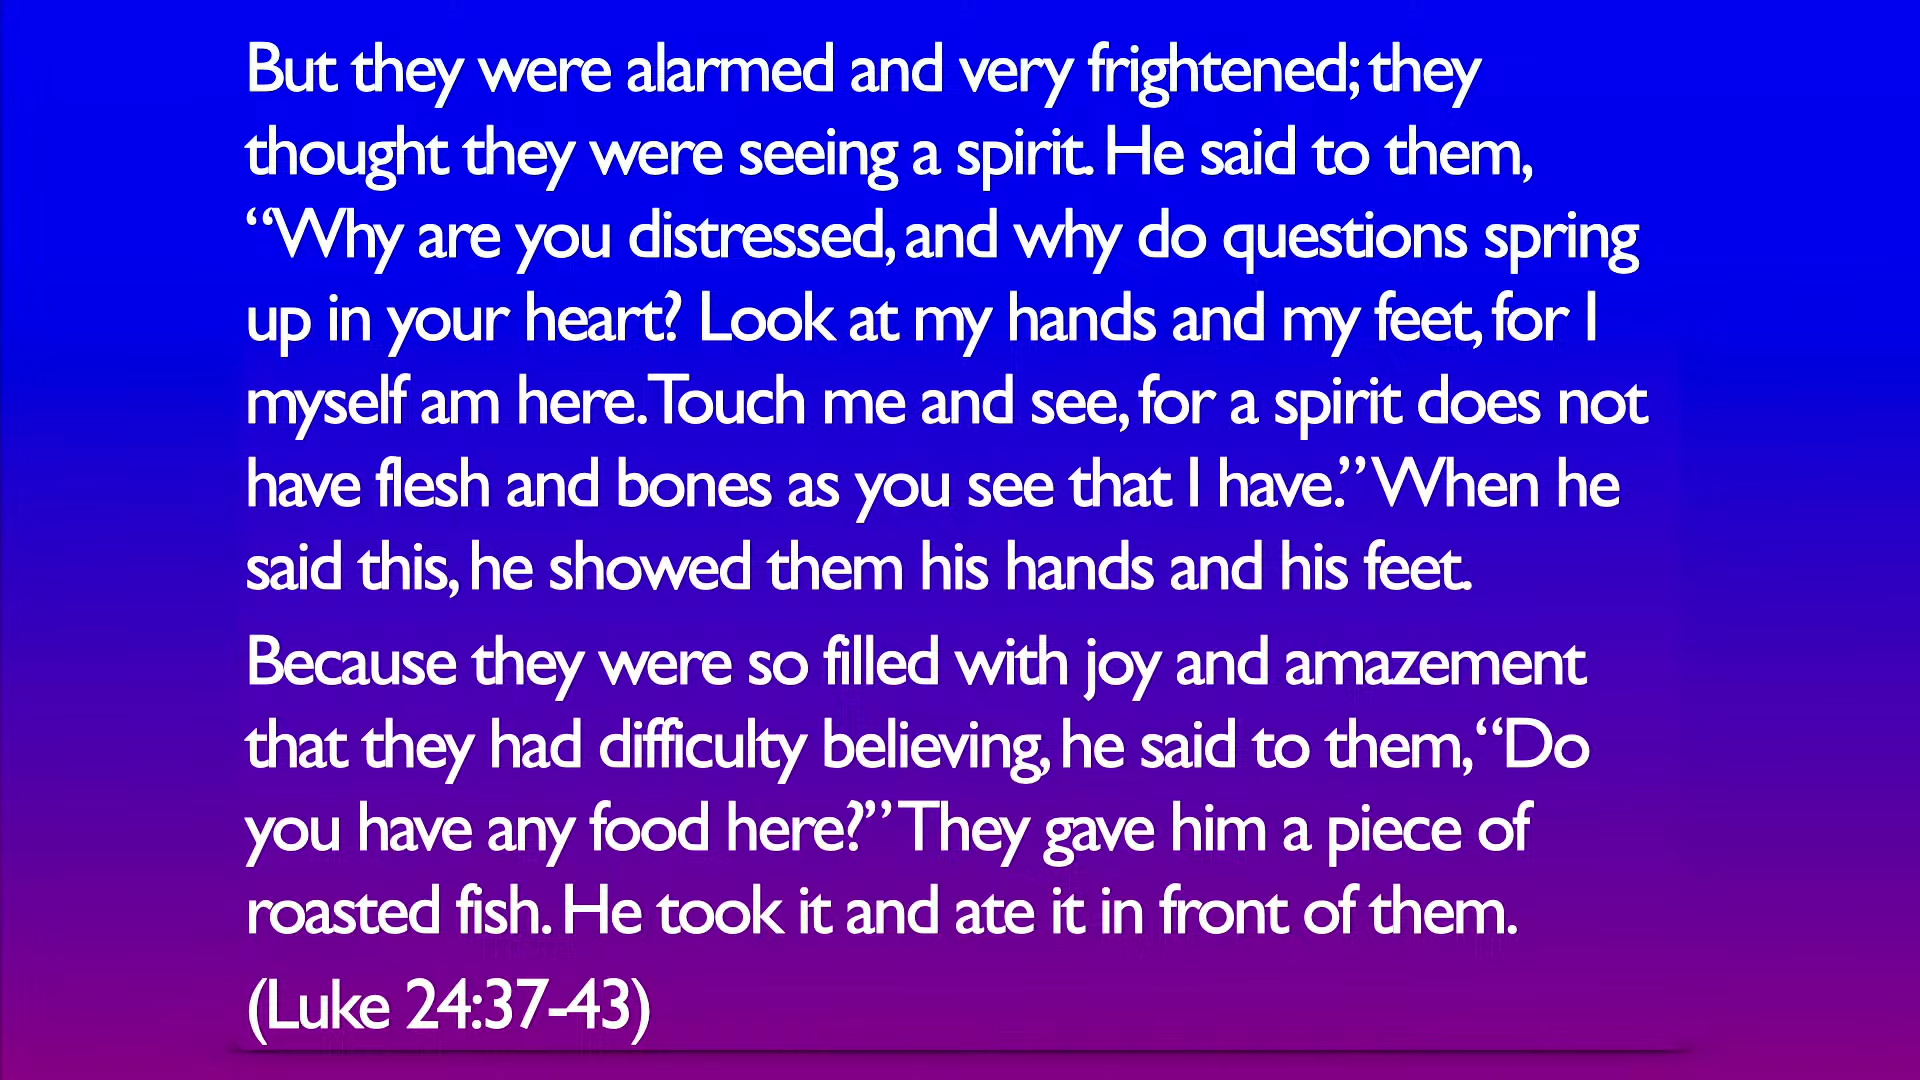 But they were alarmed and very frightened; they
thought they were seeing a spirit. He said to them,
“Why are you distressed, and why do questions spring
up in your heart? Look at my hands and my feet, for I
myself am here. Touch me and see, for a spirit does not
have flesh and bones as you see that I have.” When he
said this, he showed them his hands and his feet.
Because they were so filled with joy and amazement
that they had difficulty believing, he said to them, “Do
you have any food here?” They gave him a piece of
roasted fish. He took it and ate it in front of them.
(Luke 24:37-43)